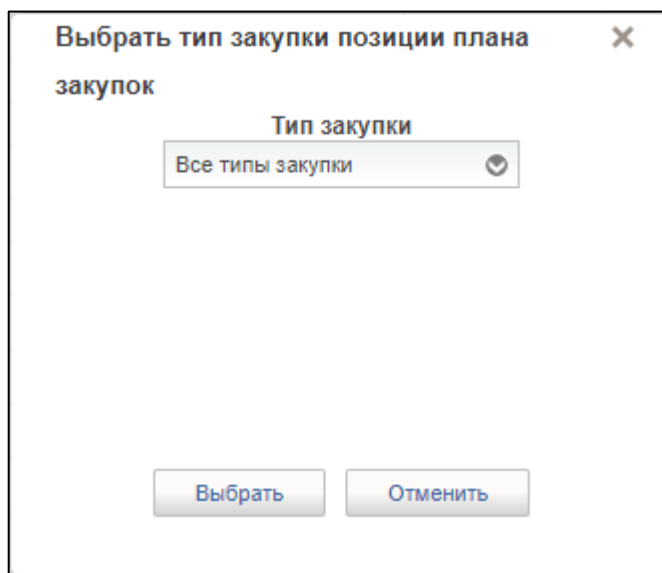 Выбрать тип закупки позиции плана
закупок
Тип закупки
Все типы закупки
Выбрать Отменить